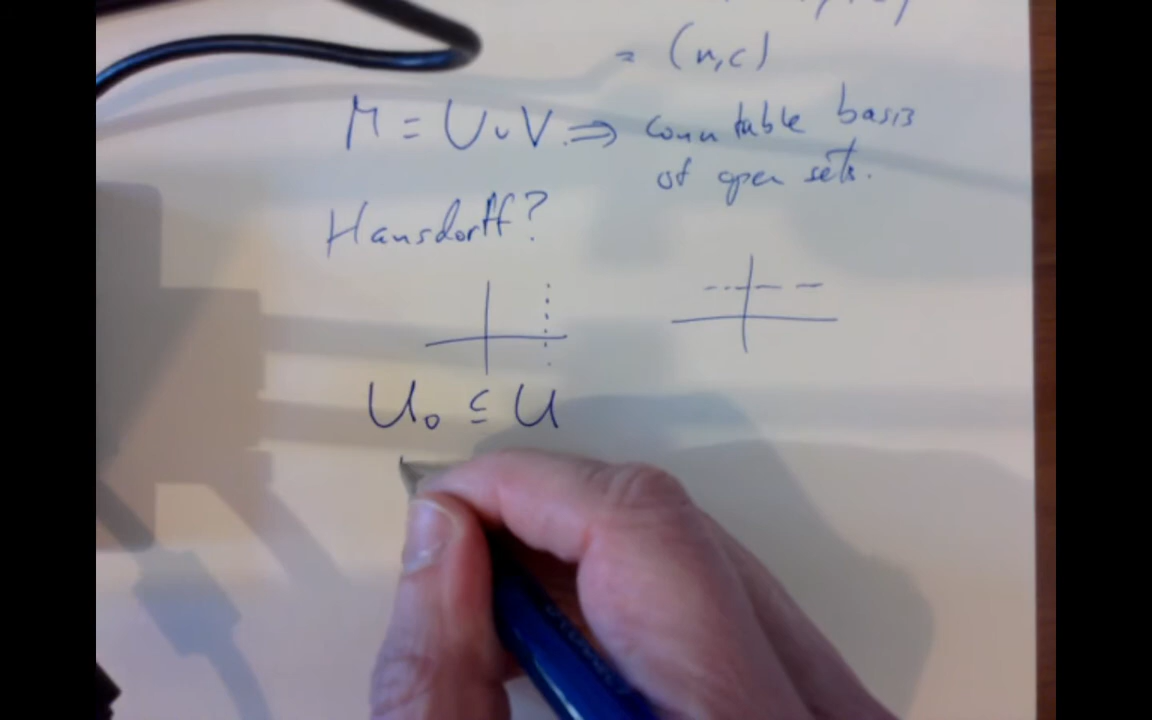 = (n,c)
M = U∪V. ⇒ countable basis
of open sets.
Hausdorff?
U₀ ⊆ U